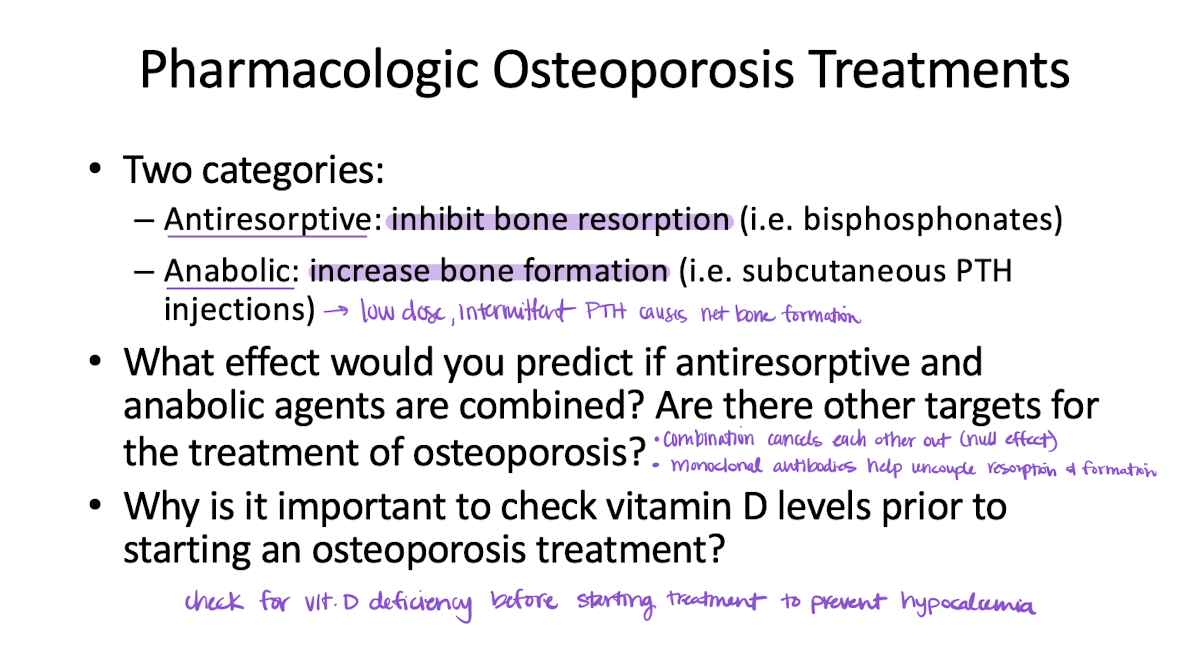 Pharmacologic Osteoporosis Treatments
• Two categories:
– Antiresorptive: inhibit bone resorption (i.e. bisphosphonates)
– Anabolic: increase bone formation (i.e. subcutaneous PTH
injections) → low dose, intermittent PTH causes net bone formation
• What effect would you predict if antiresorptive and
anabolic agents are combined? Are there other targets for
the treatment of osteoporosis? • combination cancels each other out (null effect)
• monoclonal antibodies help uncouple resorption & formation
• Why is it important to check vitamin D levels prior to
starting an osteoporosis treatment?
check for vit. D deficiency before starting treatment to prevent hypocalcemia